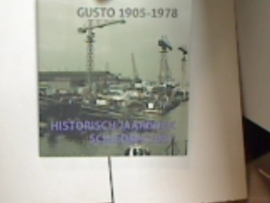 GUSTO 1905-1978
HISTORISCH JAARBOEK
SCHIEDAM